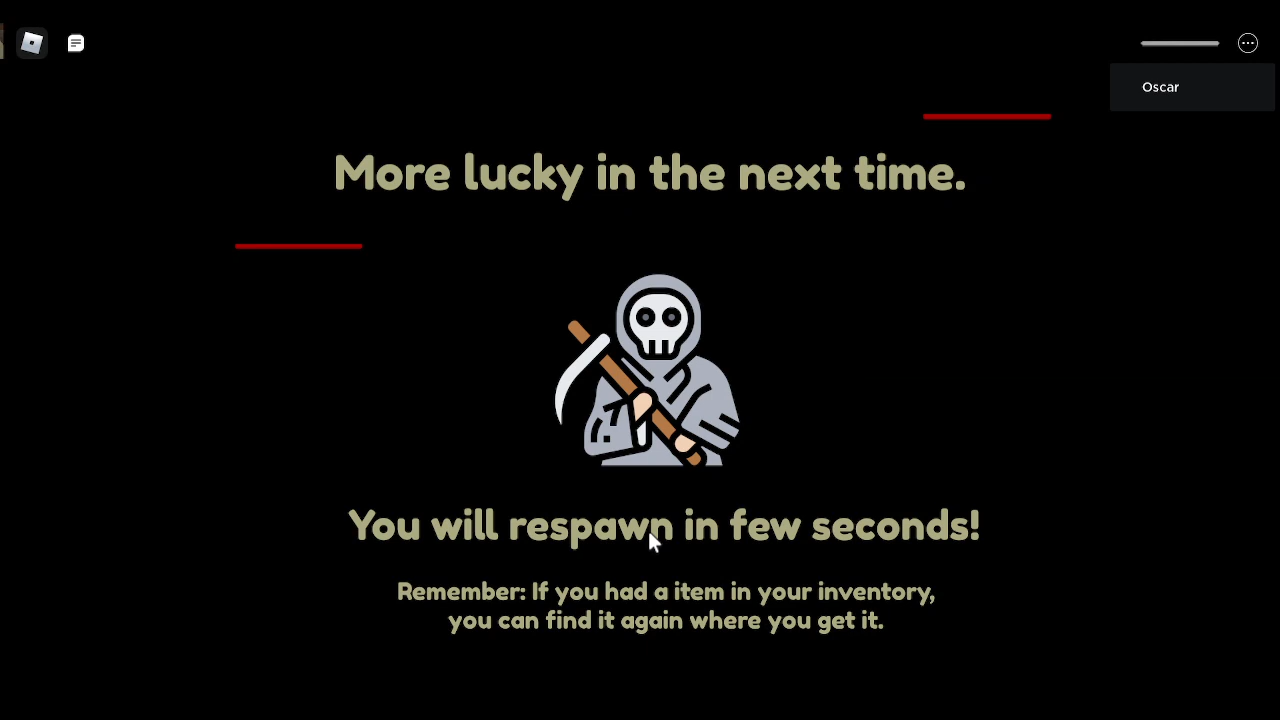 Oscar
More lucky in the next time.
You will respawn in few seconds!
Remember: If you had a item in your inventory,
you can find it again where you get it.